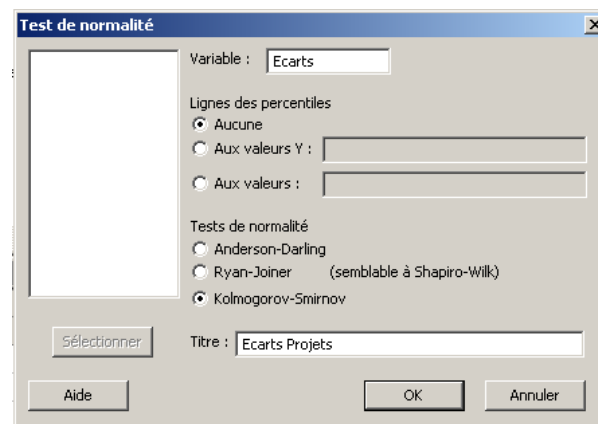 Test de normalité
Variable : Ecarts
Lignes des percentiles
Aucune
Aux valeurs Y :
Aux valeurs :
Tests de normalité
Anderson-Darling
Ryan-Joiner (semblable à Shapiro-Wilk)
Kolmogorov-Smirnov
Sélectionner
Titre : Ecarts Projets
Aide
OK
Annuler